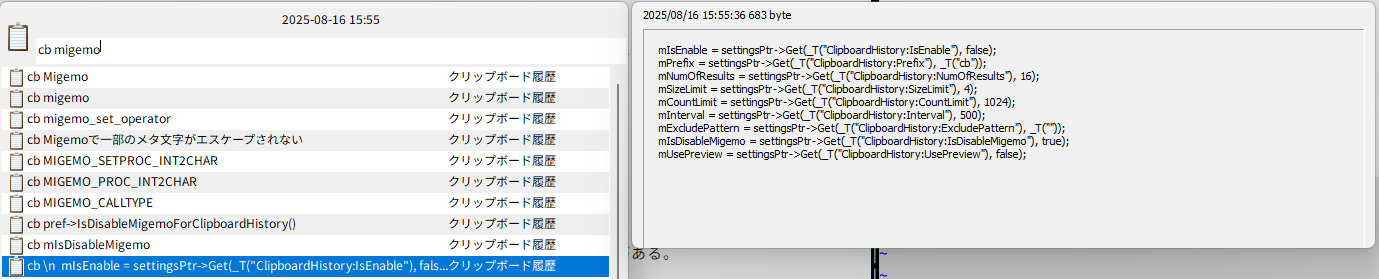 2025-08-16 15:55
cb migemo
cb Migemo クリップボード履歴
cb migemo クリップボード履歴
cb migemo_set_operator クリップボード履歴
cb Migemoで一部のメタ文字がエスケープされない クリップボード履歴
cb MIGEMO_SETPROC_INT2CHAR クリップボード履歴
cb MIGEMO_PROC_INT2CHAR クリップボード履歴
cb MIGEMO_CALLTYPE クリップボード履歴
cb pref->IsDisableMigemoForClipboardHistory() クリップボード履歴
cb mIsDisableMigemo クリップボード履歴
cb \n mIsEnable = settingsPtr->Get(_T("ClipboardHistory:IsEnable"), fals... クリップボード履歴
2025/08/16 15:55:36 683 byte
mIsEnable = settingsPtr->Get(_T("ClipboardHistory:IsEnable"), false);
mPrefix = settingsPtr->Get(_T("ClipboardHistory:Prefix"), _T("cb"));
mNumOfResults = settingsPtr->Get(_T("ClipboardHistory:NumOfResults"), 16);
mSizeLimit = settingsPtr->Get(_T("ClipboardHistory:SizeLimit"), 4);
mCountLimit = settingsPtr->Get(_T("ClipboardHistory:CountLimit"), 1024);
mInterval = settingsPtr->Get(_T("ClipboardHistory:Interval"), 500);
mExcludePattern = settingsPtr->Get(_T("ClipboardHistory:ExcludePattern"), _T(""));
mIsDisableMigemo = settingsPtr->Get(_T("ClipboardHistory:IsDisableMigemo"), true);
mUsePreview = settingsPtr->Get(_T("ClipboardHistory:UsePreview"), false);
ある。
~
~